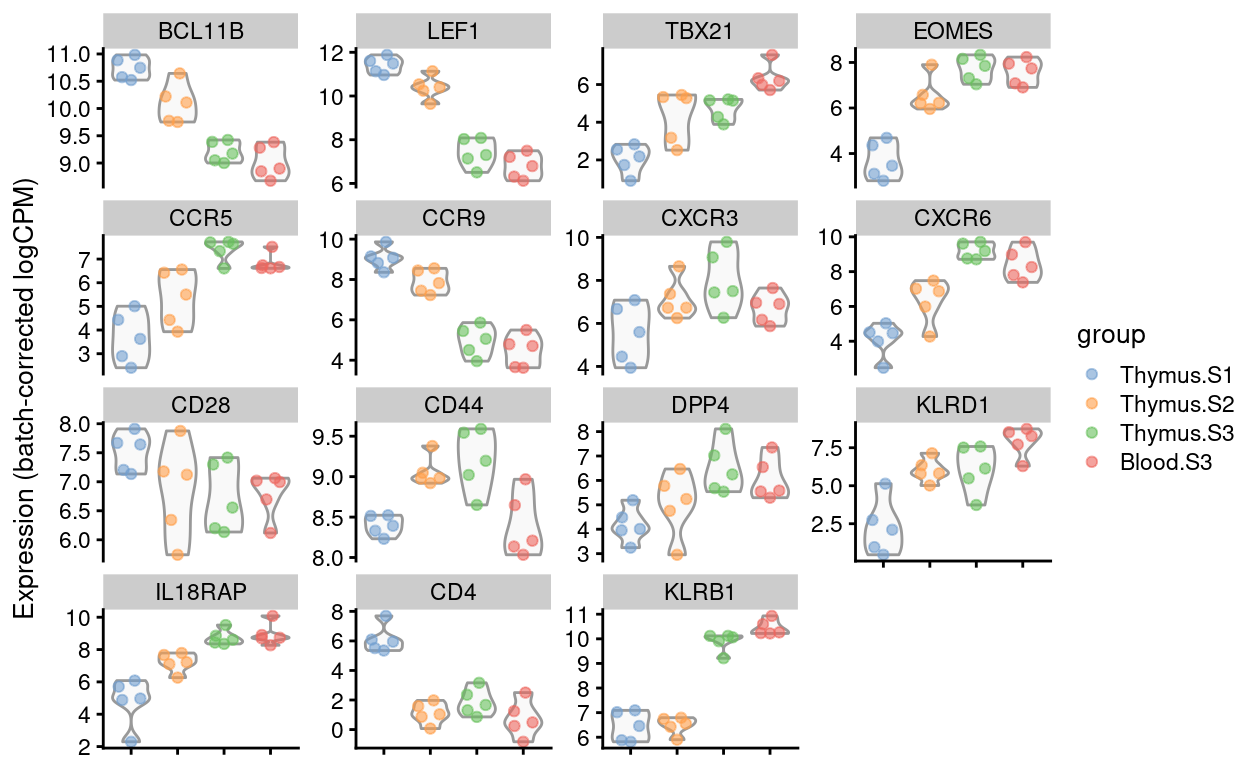 BCL11B LEF1 TBX21 EOMES
11.0 10.5 10.0 9.5 9.0
12 10 8 6
6 4 2
8 6 4
CCR5 CCR9 CXCR3 CXCR6
7 6 5 4 3
10 8 6 4
10 8 6 4
10 8 6 4
CD28 CD44 DPP4 KLRD1
8.0 7.5 7.0 6.5 6.0
9.5 9.0 8.5 8.0
8 7 6 5 4 3
7.5 5.0 2.5
IL18RAP CD4 KLRB1
10 8 6 4 2
8 6 4 2 0
11 10 9 8 7 6
Expression (batch-corrected logCPM)
group
Thymus.S1
Thymus.S2
Thymus.S3
Blood.S3